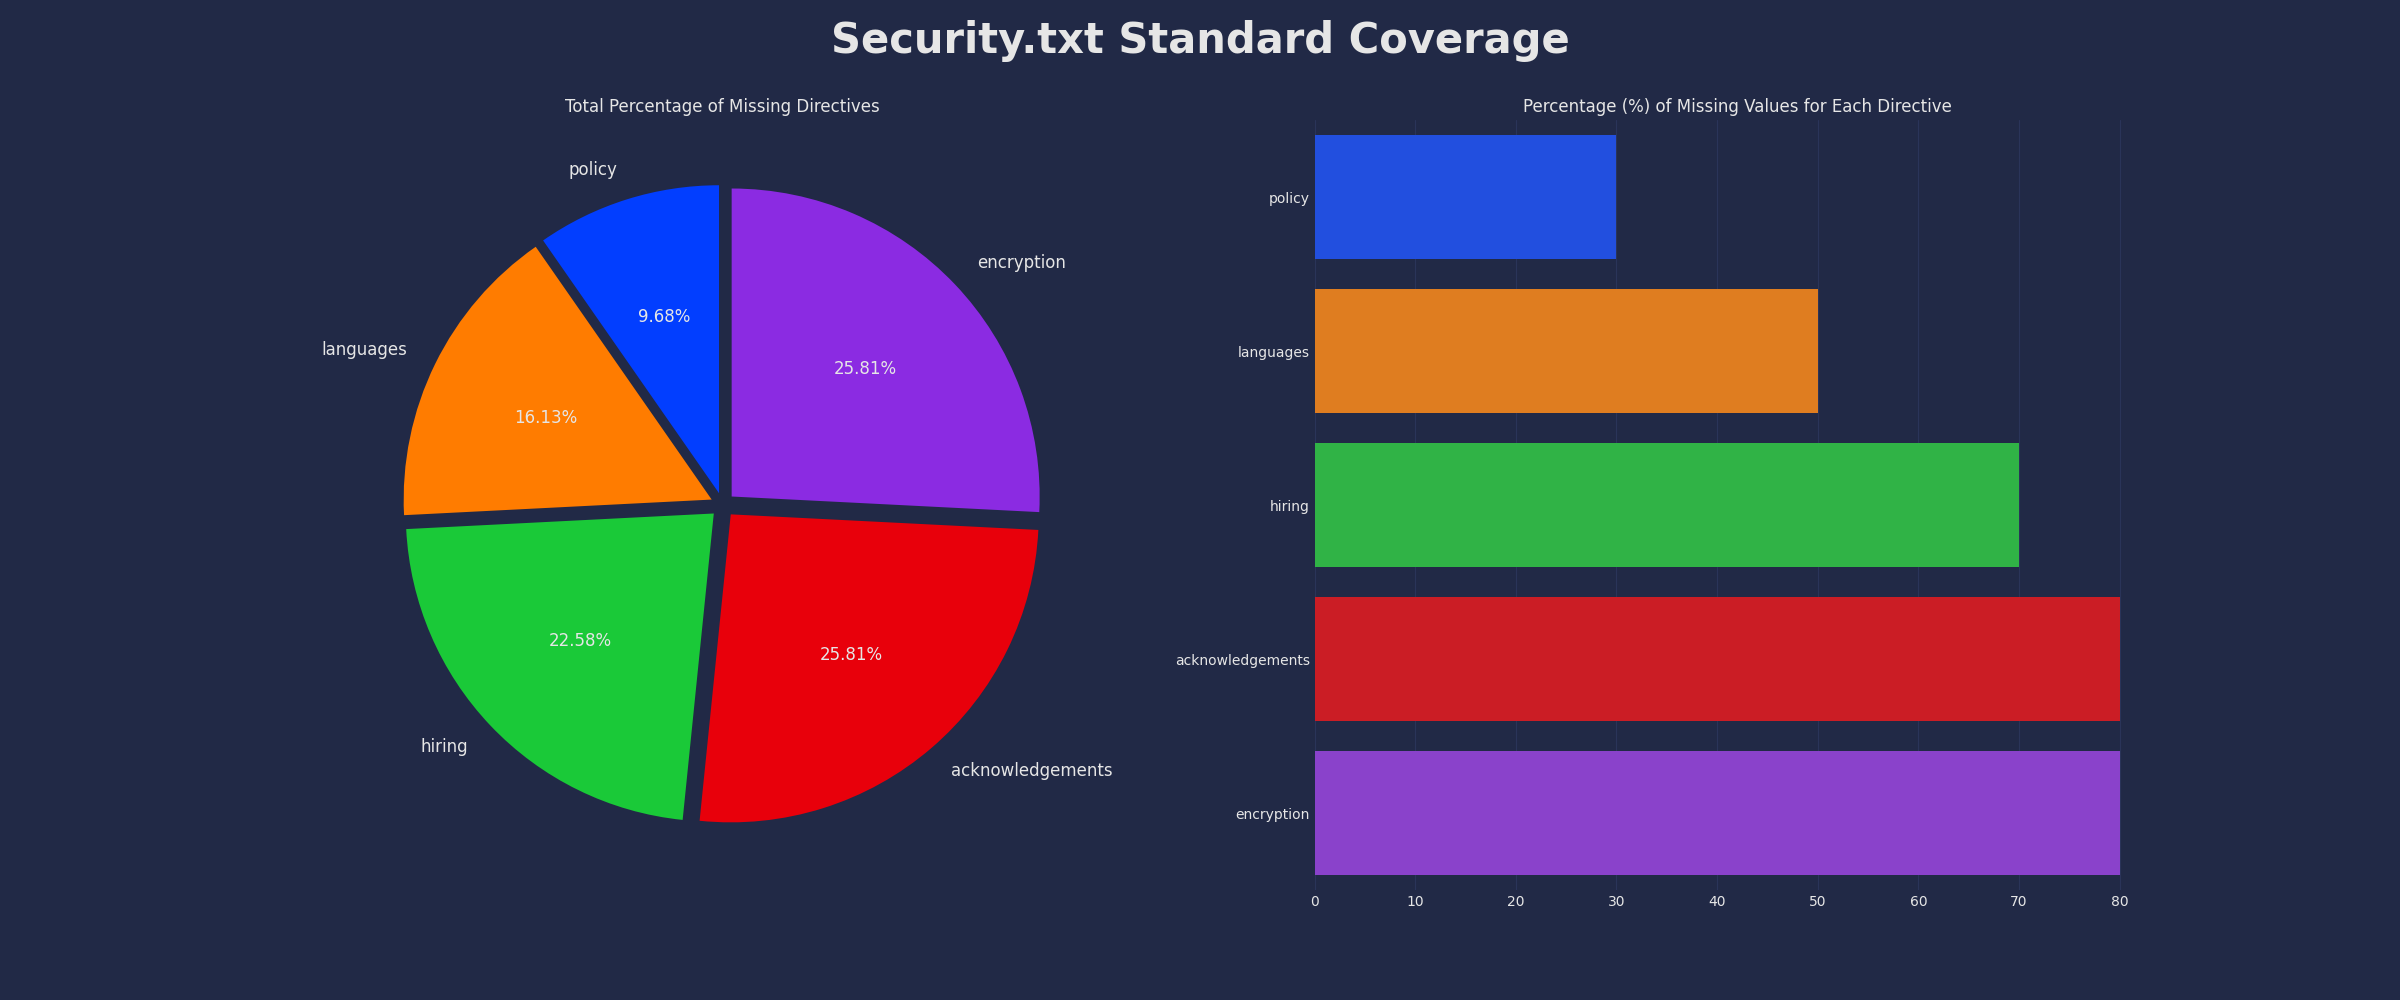 Security.txt Standard Coverage
Total Percentage of Missing Directives
policy
encryption
languages
hiring
acknowledgements
9.68%
25.81%
16.13%
22.58%
25.81%
Percentage (%) of Missing Values for Each Directive
policy
languages
hiring
acknowledgements
encryption
0 10 20 30 40 50 60 70 80